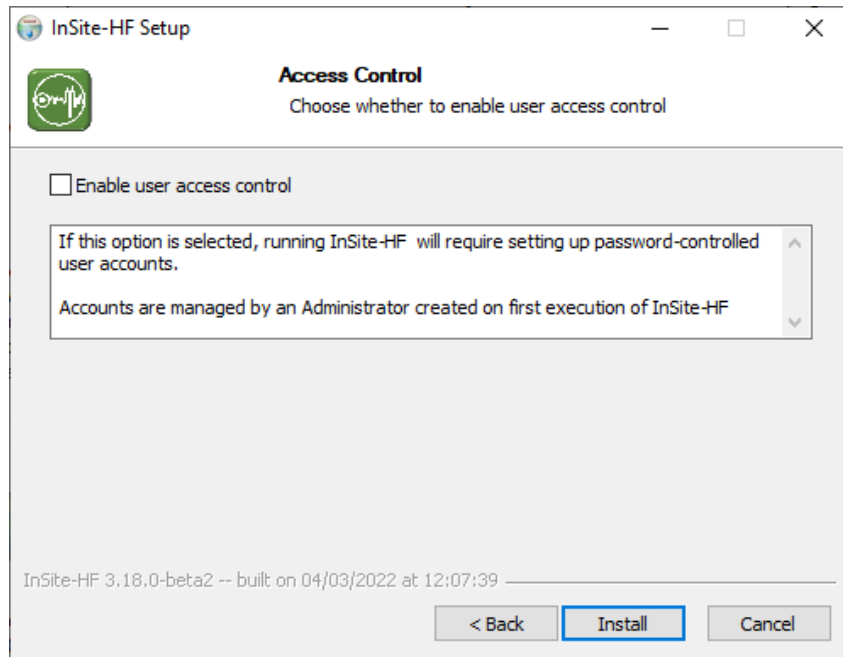 InSite-HF Setup
Access Control
Choose whether to enable user access control
Enable user access control
If this option is selected, running InSite-HF will require setting up password-controlled
user accounts.
Accounts are managed by an Administrator created on first execution of InSite-HF
InSite-HF 3.18.0-beta2 -- built on 04/03/2022 at 12:07:39
< Back
Install
Cancel